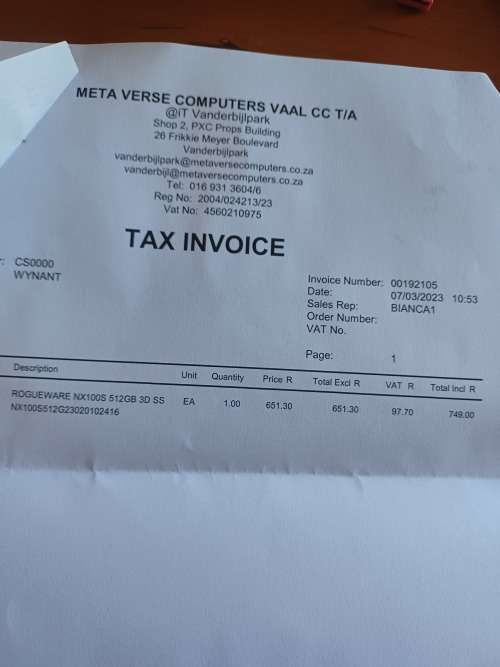 META VERSE COMPUTERS VAAL CC T/A
@iT Vanderbijlpark
Shop 2, PXC Props Building
26 Frikkie Meyer Boulevard
Vanderbijlpark
vanderbijlpark@metaversecomputers.co.za
vanderbijl@metaversecomputers.co.za
Tel: 016 931 3604/6
Reg No: 2004/024213/23
Vat No: 4560210975
TAX INVOICE
: CS0000
WYNANT
Invoice Number: 00192105
Date: 07/03/2023 10:53
Sales Rep: BIANCA1
Order Number:
VAT No.
Page: 1
Description Unit Quantity Price R Total Excl R VAT R Total Incl R
ROGUEWARE NX100S 512GB 3D SS EA 1.00 651.30 651.30 97.70 749.00
NX100S512G23020102416